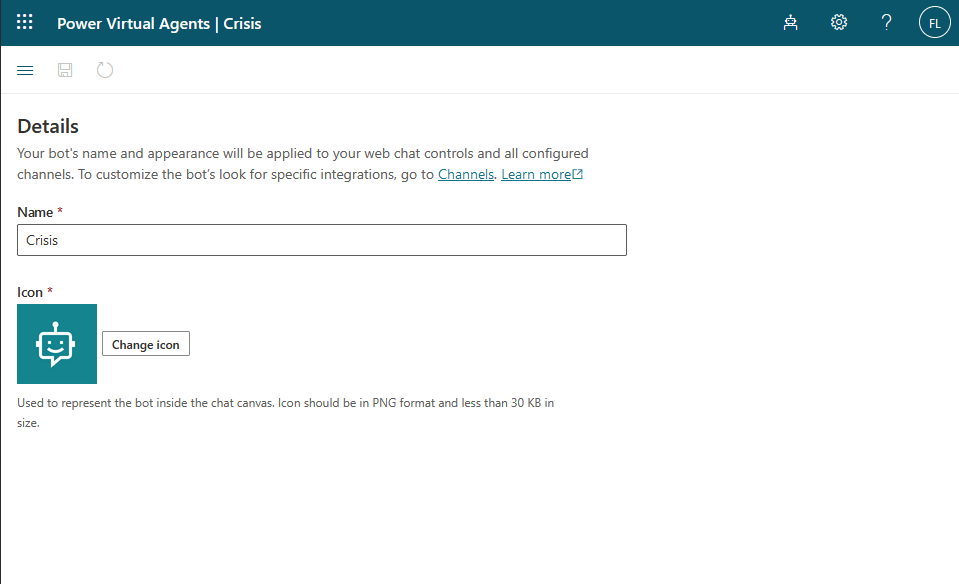 Power Virtual Agents | Crisis
? FL
Details
Your bot's name and appearance will be applied to your web chat controls and all configured
channels. To customize the bot's look for specific integrations, go to Channels. Learn more
Name *
Crisis
Icon *
Change icon
Used to represent the bot inside the chat canvas. Icon should be in PNG format and less than 30 KB in
size.